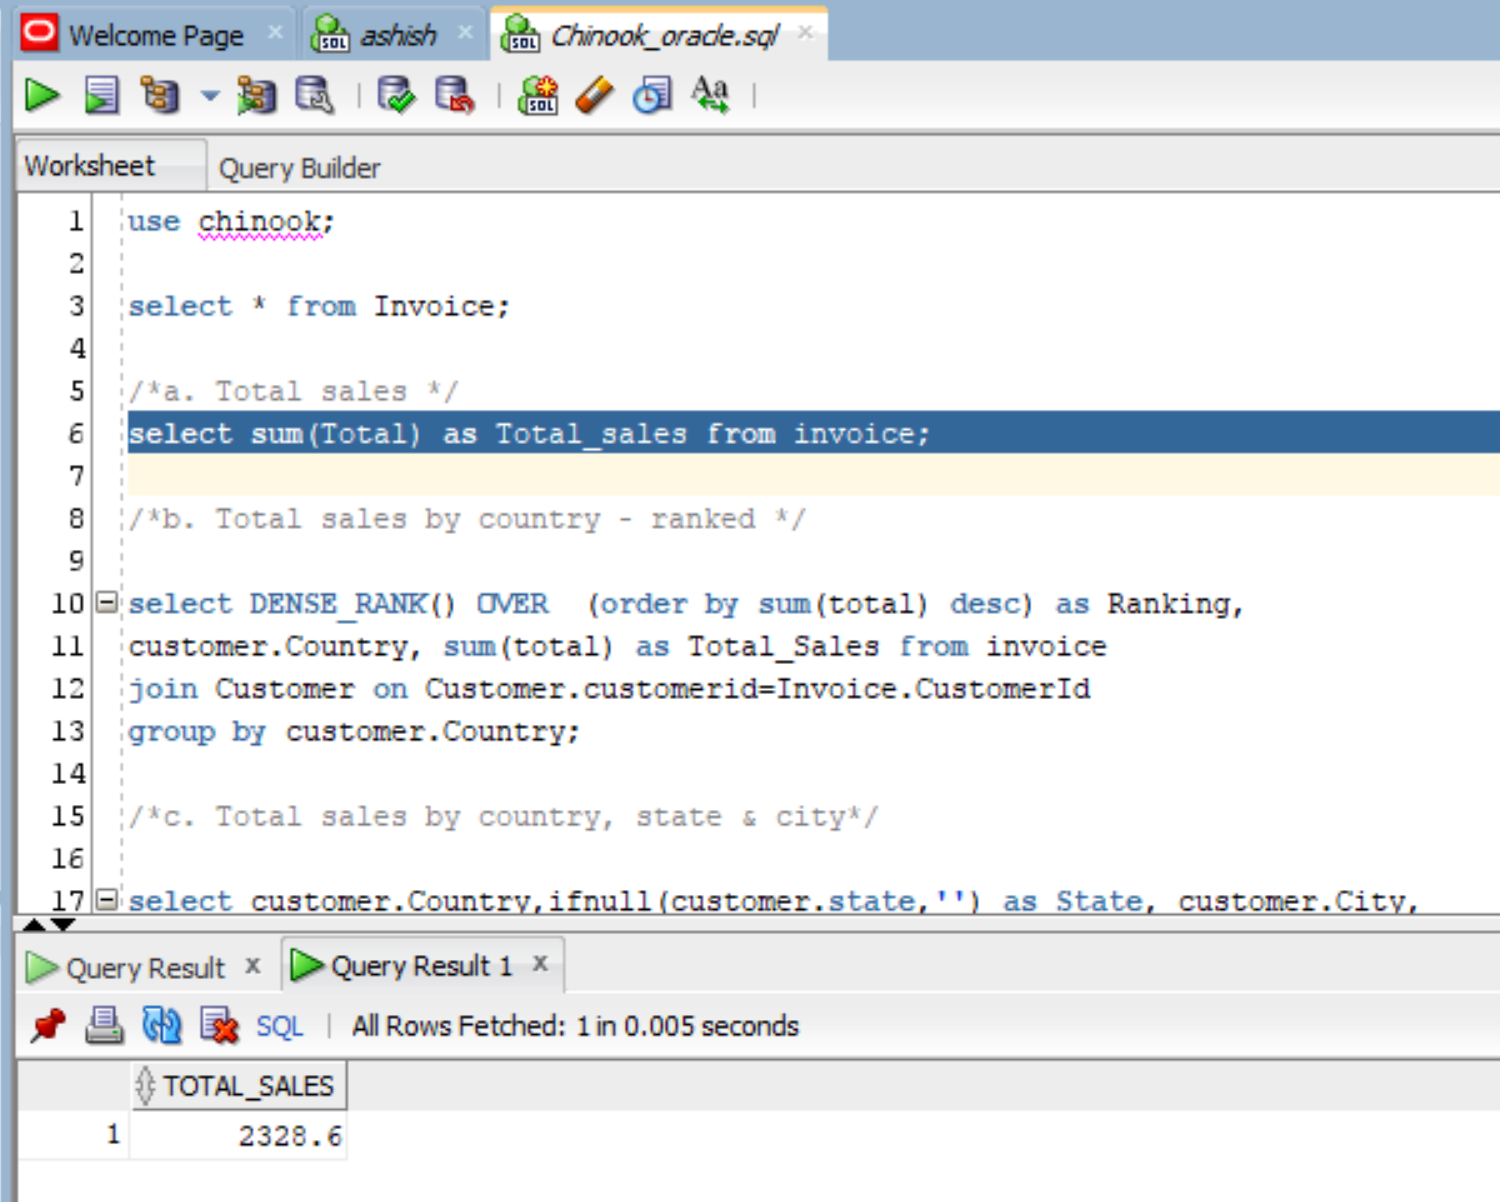 Welcome Page ashish Chinook_oracle.sql
Worksheet Query Builder
1 use chinook;
2
3 select * from Invoice;
4
5 /*a. Total sales */
6 select sum(Total) as Total_sales from invoice;
7
8 /*b. Total sales by country - ranked */
9
10 select DENSE_RANK() OVER  (order by sum(total) desc) as Ranking,
11 customer.Country, sum(total) as Total_Sales from invoice
12 join Customer on Customer.customerid=Invoice.CustomerId
13 group by customer.Country;
14
15 /*c. Total sales by country, state & city*/
16
17 select customer.Country,ifnull(customer.state,'') as State, customer.City,
Query Result x Query Result 1 x
SQL | All Rows Fetched: 1 in 0.005 seconds
TOTAL_SALES
1 2328.6